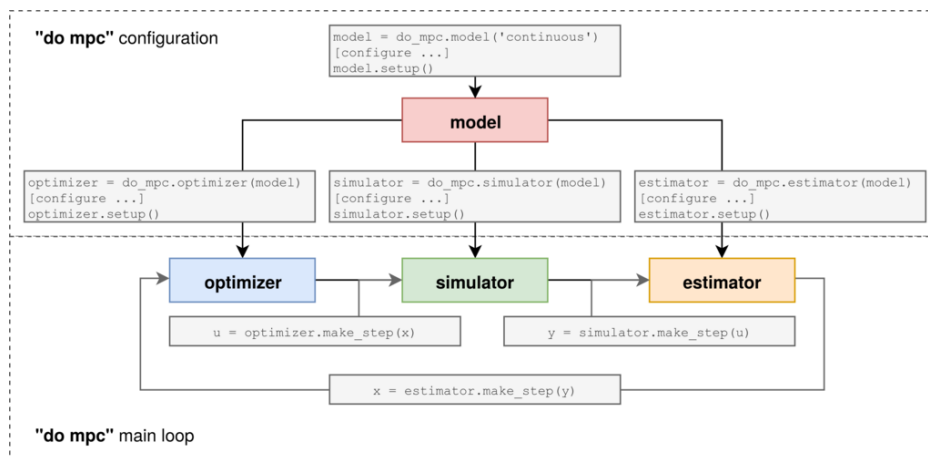 "do mpc" configuration
model = do_mpc.model('continuous')
[configure ...]
model.setup()
model
optimizer = do_mpc.optimizer(model)
[configure ...]
optimizer.setup()
simulator = do_mpc.simulator(model)
[configure ...]
simulator.setup()
estimator = do_mpc.estimator(model)
[configure ...]
estimator.setup()
optimizer
simulator
estimator
u = optimizer.make_step(x)
y = simulator.make_step(u)
x = estimator.make_step(y)
"do mpc" main loop